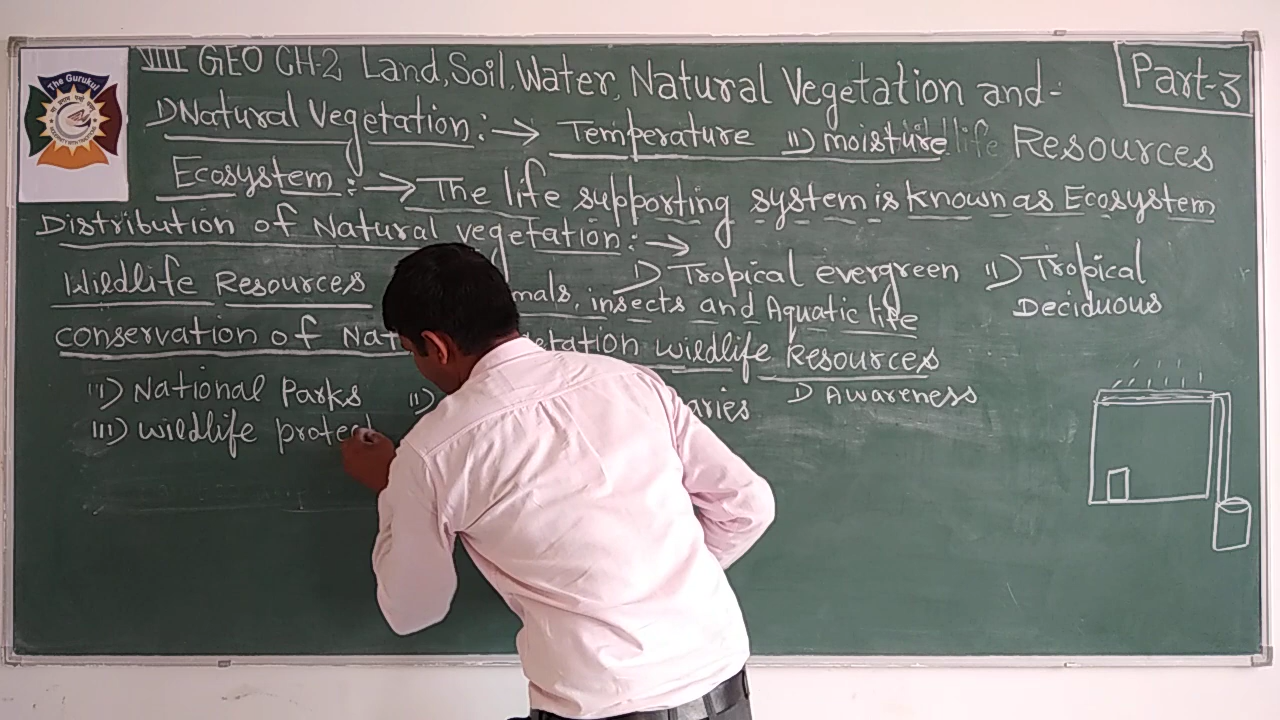 The Gurukul
VIII GEO CH-2 Land, Soil, Water, Natural Vegetation and-
Part-3
I) Natural Vegetation :→ Temperature II) moisture life Resources
Ecosystem :→ The life supporting system is known as Ecosystem
Distribution of Natural vegetation :→
I) Tropical evergreen II) Tropical
Deciduous
Wildlife Resources mals, insects and Aquatic life
conservation of Nat etation wildlife Resources
I) Awareness
II) National Parks II) aries
III) wildlife protect